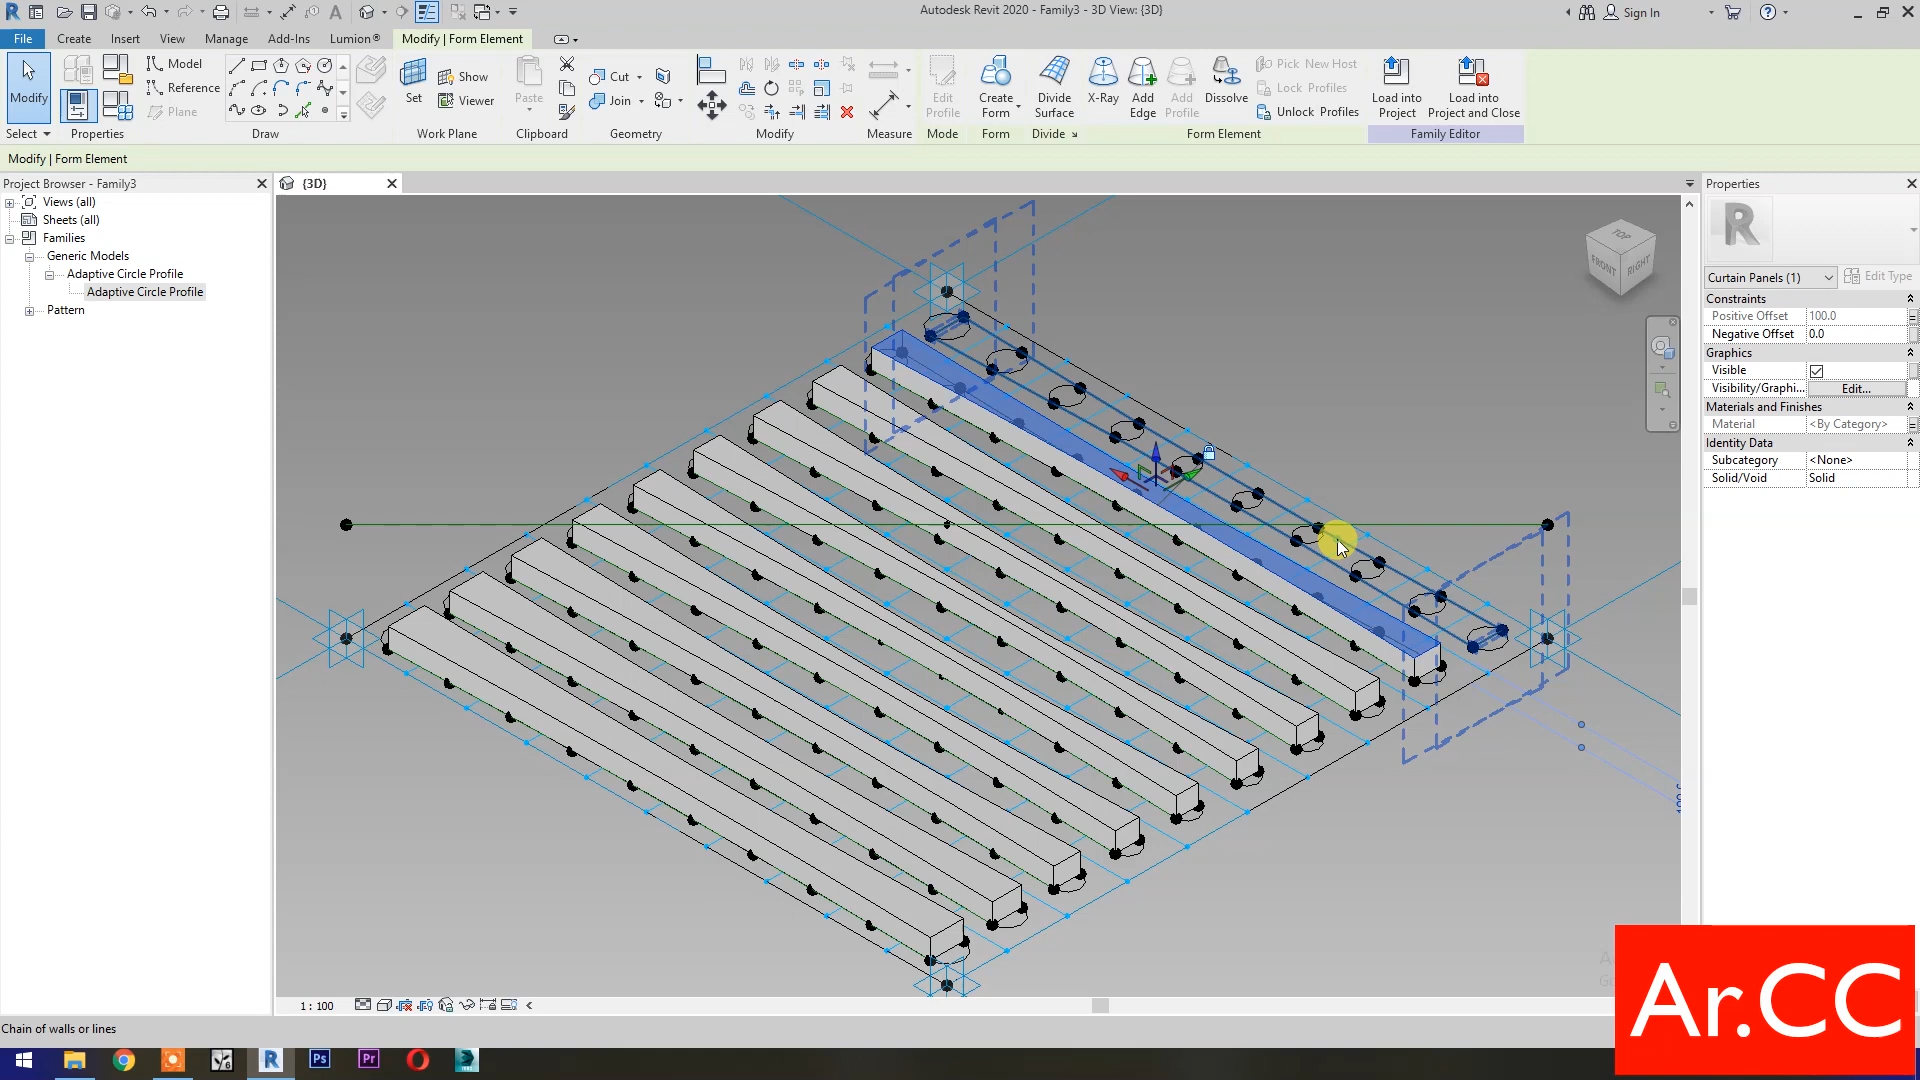 Autodesk Revit 2020 - Family3 - 3D View: {3D}
Sign In
File Create Insert View Manage Add-Ins Lumion® Modify | Form Element
Modify
Select
Properties
Model
Reference
Plane
Draw
Set
Show
Viewer
Work Plane
Paste
Clipboard
Cut
Join
Geometry
Modify
Measure
Edit
Profile
Mode
Create
Form
Form
Divide
Surface
Divide
X-Ray
Add
Edge
Add
Profile
Dissolve
Pick New Host
Lock Profiles
Unlock Profiles
Form Element
Load into
Project
Load into
Project and Close
Family Editor
Modify | Form Element
Project Browser - Family3
{3D}
Properties
Views (all)
Sheets (all)
Families
Generic Models
Adaptive Circle Profile
Adaptive Circle Profile
Pattern
TOP
FRONT
RIGHT
R
Curtain Panels (1)
Edit Type
Constraints
Positive Offset 100.0
Negative Offset 0.0
Graphics
Visible
Visibility/Graphi... Edit...
Materials and Finishes
Material <By Category>
Identity Data
Subcategory <None>
Solid/Void Solid
1 : 100
Chain of walls or lines
R
Ps
Pr
Ar.CC